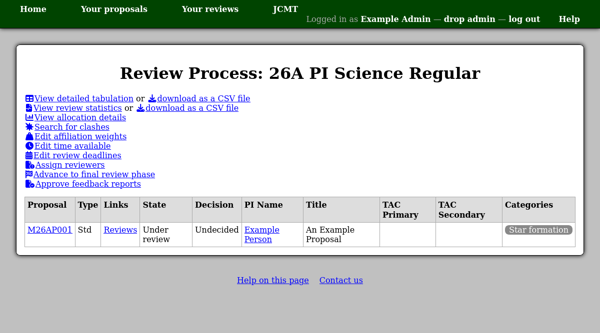 Home Your proposals Your reviews JCMT
Logged in as Example Admin — drop admin — log out Help
Review Process: 26A PI Science Regular
View detailed tabulation or download as a CSV file
View review statistics or download as a CSV file
View allocation details
Search for clashes
Edit affiliation weights
Edit time available
Edit review deadlines
Assign reviewers
Advance to final review phase
Approve feedback reports
Proposal Type Links State Decision PI Name Title TAC Primary TAC Secondary Categories
M26AP001 Std Reviews Under review Undecided Example Person An Example Proposal Star formation
Help on this page Contact us